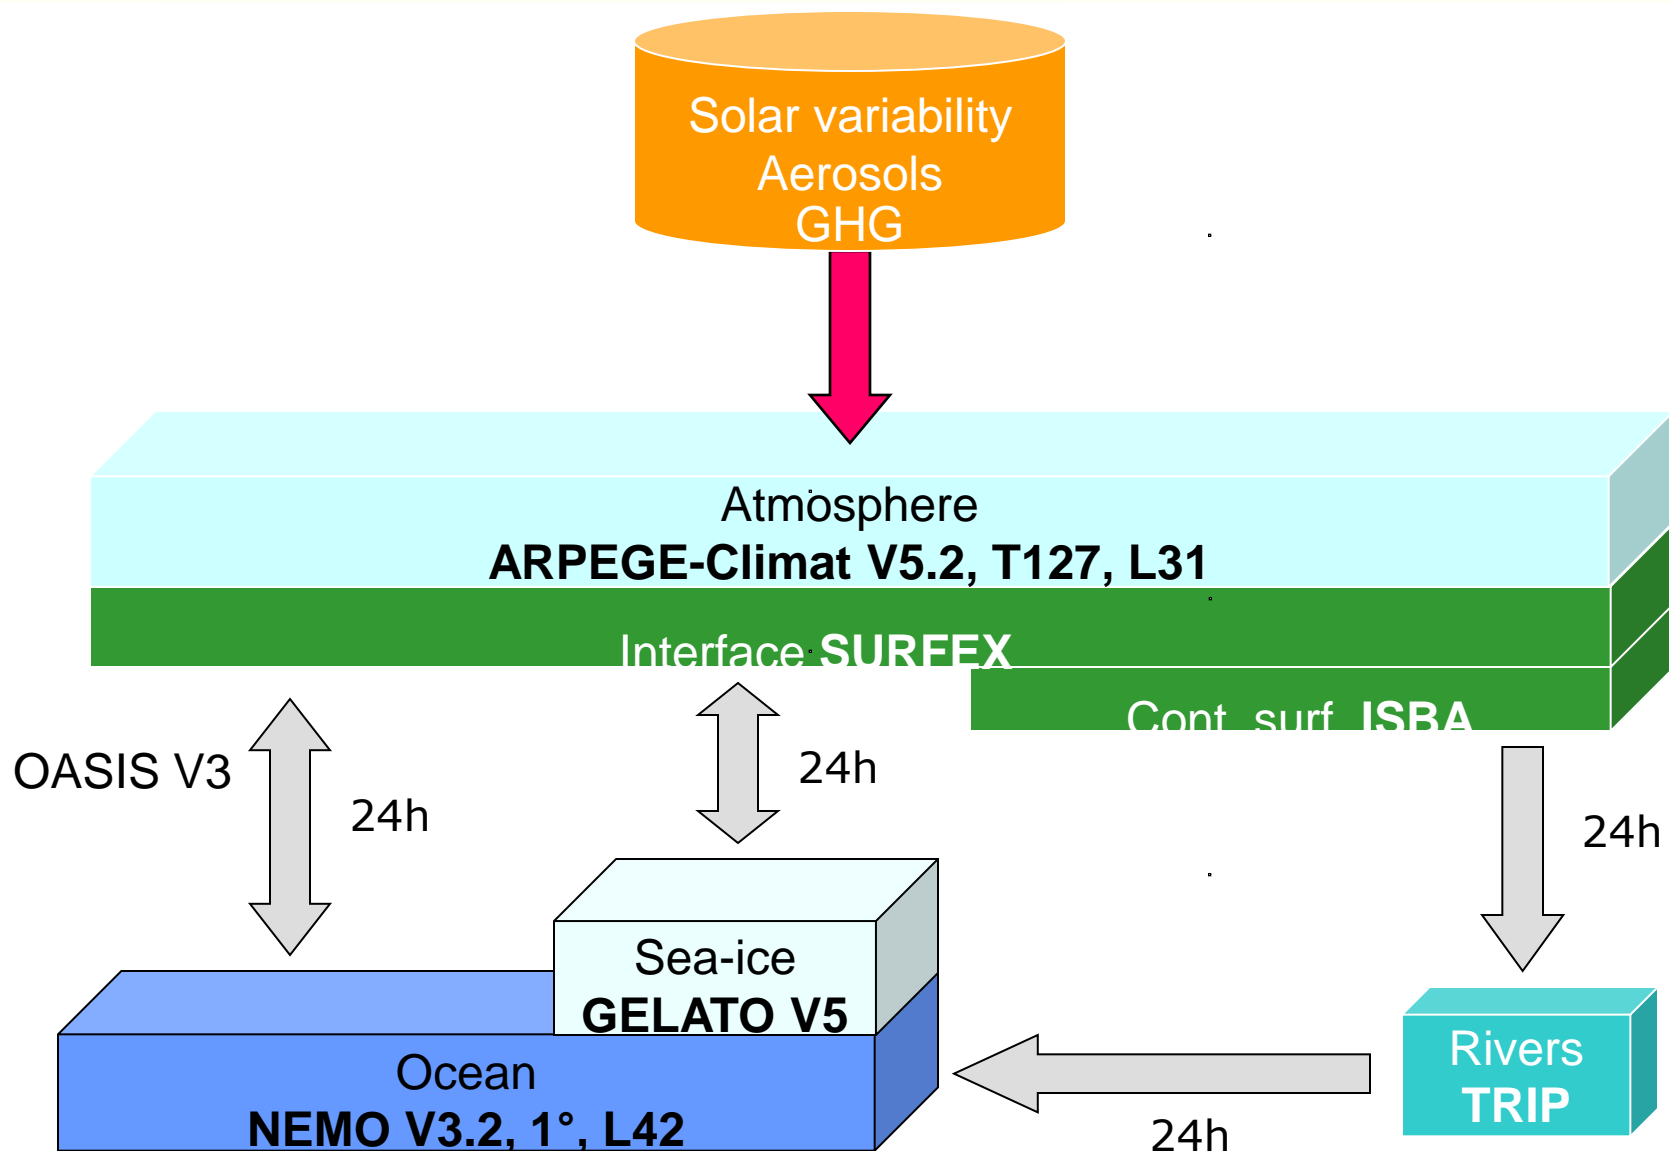 Solar variability
Aerosols
GHG
Atmosphere
ARPEGE-Climat V5.2, T127, L31
Interface SURFEX
Cont. surf. ISBA
OASIS V3
24h
24h
24h
Sea-ice
GELATO V5
Ocean
NEMO V3.2, 1°, L42
Rivers
TRIP
24h